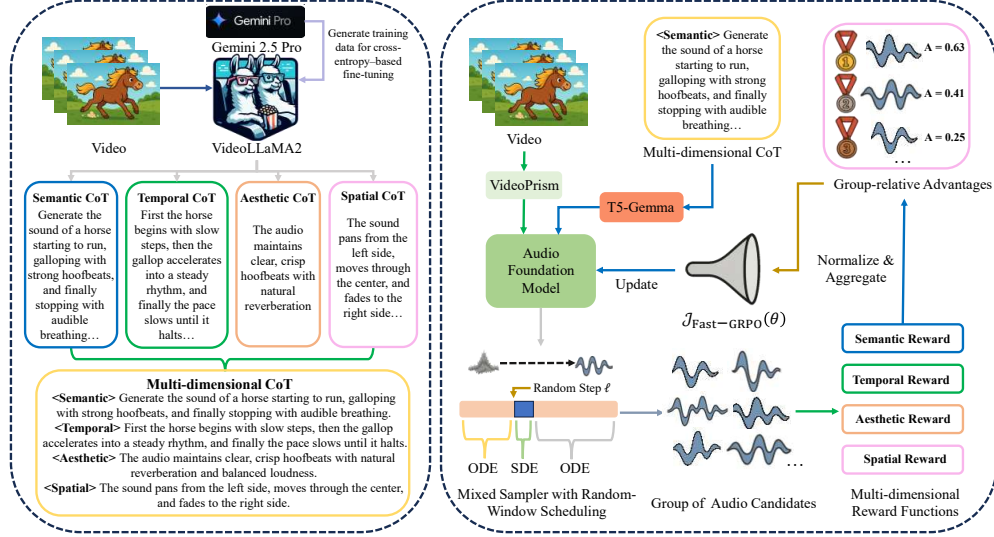 Gemini Pro
Gemini 2.5 Pro
Generate training
data for cross-
entropy–based
fine-tuning
Video
VideoLLaMA2
Semantic CoT
Generate the
sound of a horse
starting to run,
galloping with
strong hoofbeats,
and finally
stopping with
audible
breathing…
Temporal CoT
First the horse
begins with slow
steps, then the
gallop accelerates
into a steady
rhythm, and
finally the pace
slows until it
halts…
Aesthetic CoT
The audio
maintains
clear, crisp
hoofbeats with
natural
reverberation
Spatial CoT
The sound
pans from the
left side,
moves through
the center,
and fades to
the right
side…
Multi-dimensional CoT
<Semantic> Generate the sound of a horse starting to run, galloping
with strong hoofbeats, and finally stopping with audible breathing.
<Temporal> First the horse begins with slow steps, then the gallop
accelerates into a steady rhythm, and finally the pace slows until it halts.
<Aesthetic> The audio maintains clear, crisp hoofbeats with natural
reverberation and balanced loudness.
<Spatial> The sound pans from the left side, moves through the center,
and fades to the right side.
Video
VideoPrism
<Semantic> Generate
the sound of a horse
starting to run,
galloping with strong
hoofbeats, and finally
stopping with audible
breathing…
Multi-dimensional CoT
T5-Gemma
Audio
Foundation
Model
Update
𝒥Fast−GRPO(θ)
1
A = 0.63
2
A = 0.41
3
A = 0.25
…
Group-relative Advantages
Normalize &
Aggregate
Semantic Reward
Temporal Reward
Aesthetic Reward
Spatial Reward
Multi-dimensional
Reward Functions
Random Step ℓ
ODE
SDE
ODE
Mixed Sampler with Random-
Window Scheduling
…
Group of Audio Candidates